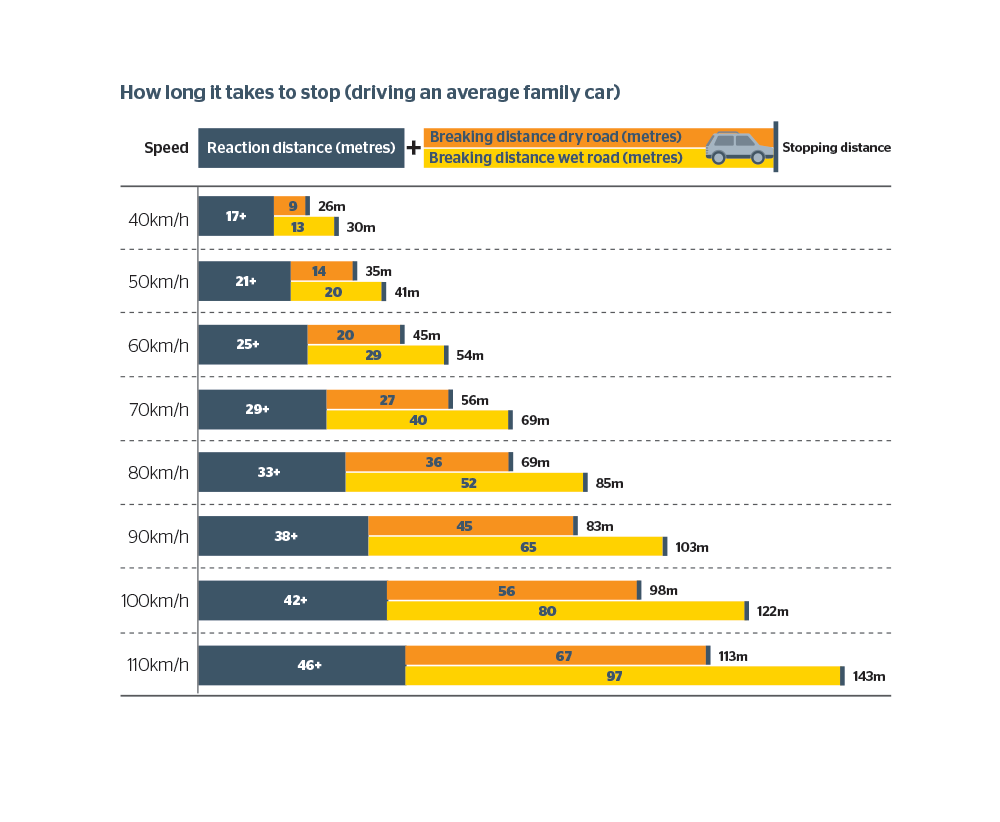 How long it takes to stop (driving an average family car)
Speed
Reaction distance (metres)
+
Breaking distance dry road (metres)
Breaking distance wet road (metres)
Stopping distance
40km/h
17+
9
26m
13
30m
50km/h
21+
14
35m
20
41m
60km/h
25+
20
45m
29
54m
70km/h
29+
27
56m
40
69m
80km/h
33+
36
69m
52
85m
90km/h
38+
45
83m
65
103m
100km/h
42+
56
98m
80
122m
110km/h
46+
67
113m
97
143m